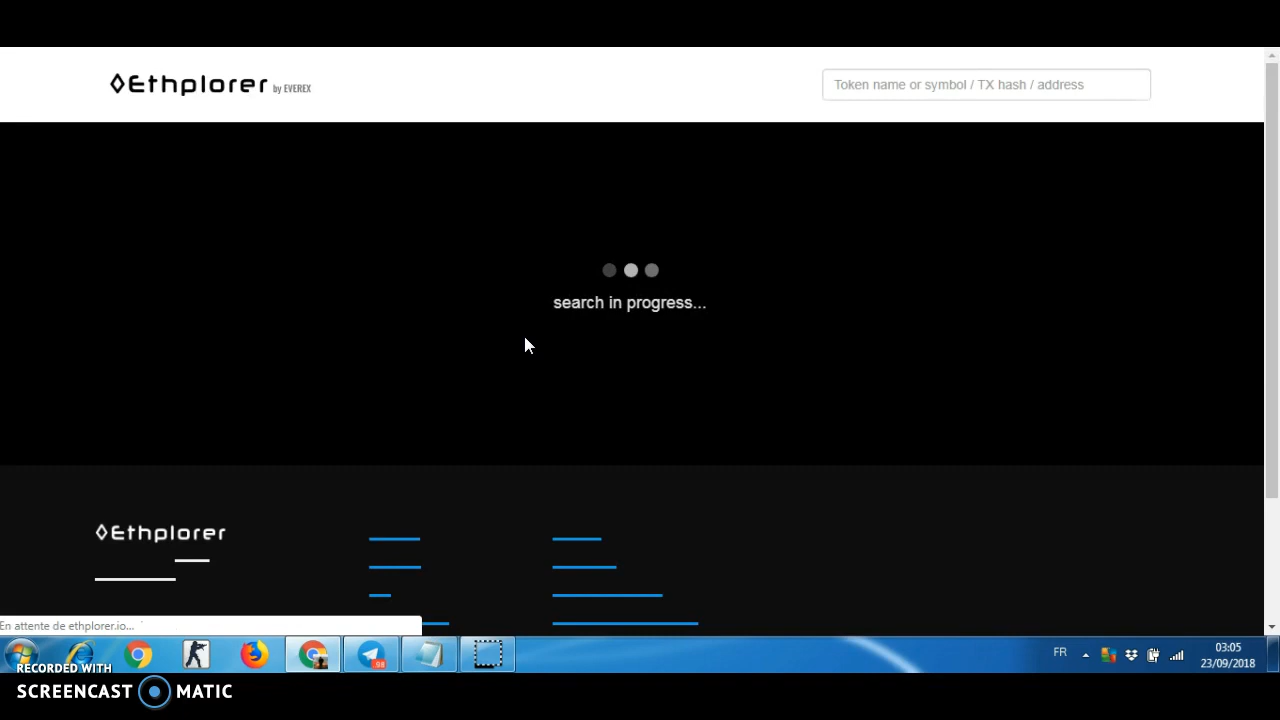 ◊Ethplorer by EVEREX
Token name or symbol / TX hash / address
search in progress...
◊Ethplorer
En attente de ethplorer.io...
98
FR
03:05
23/09/2018
RECORDED WITH
SCREENCAST MATIC